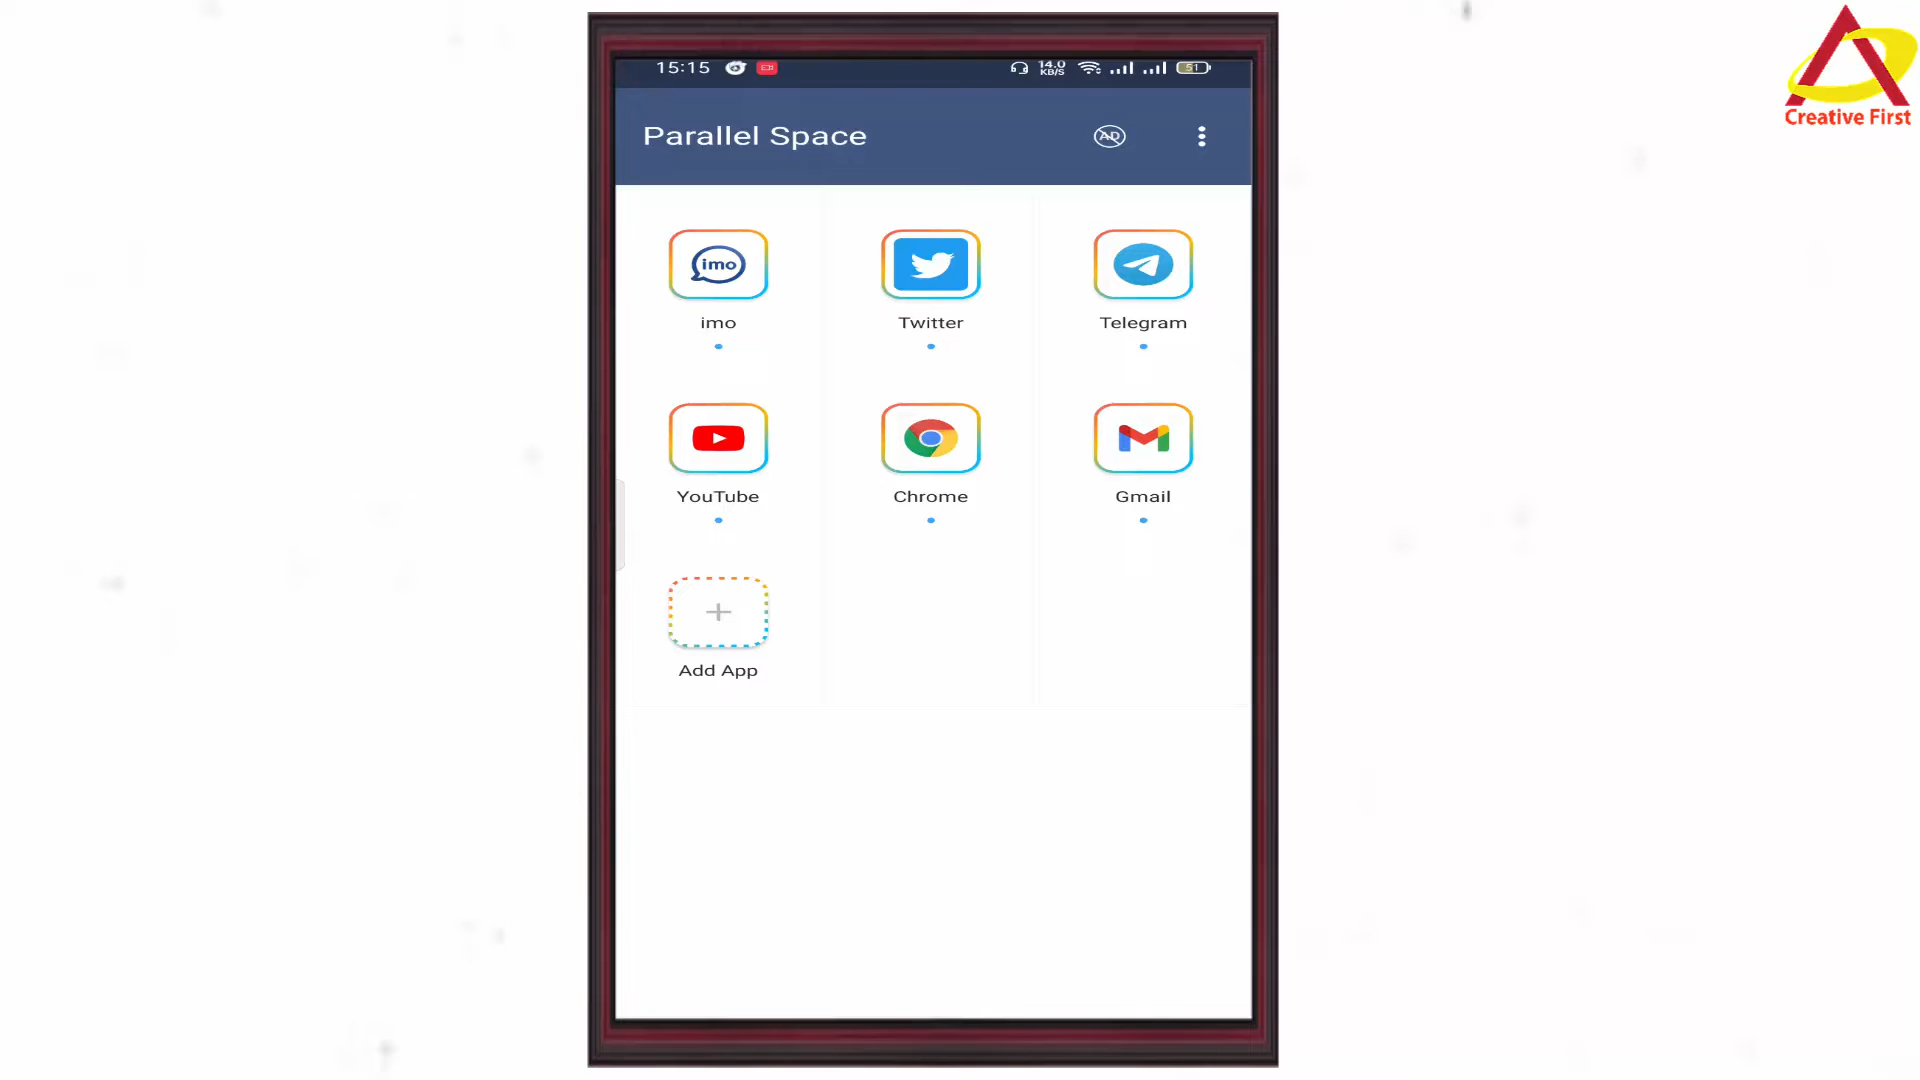 15:15
14.0
KB/S
51
Parallel Space
AD
imo
imo
Twitter
Telegram
YouTube
Chrome
Gmail
Add App
Creative First